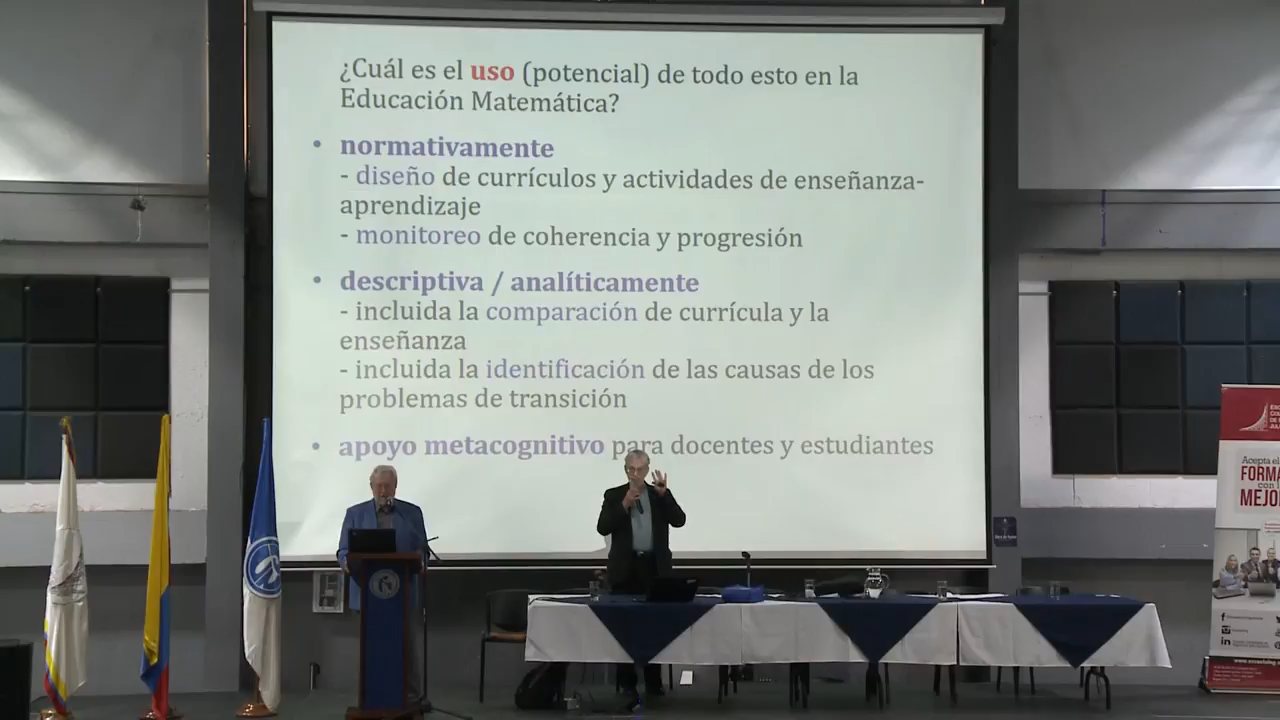 ¿Cuál es el uso (potencial) de todo esto en la
Educación Matemática?
• normativamente
- diseño de currículos y actividades de enseñanza-
aprendizaje
- monitoreo de coherencia y progresión
• descriptiva / analíticamente
- incluida la comparación de currícula y la
enseñanza
- incluida la identificación de las causas de los
problemas de transición
• apoyo metacognitivo para docentes y estudiantes
Acepta el
FORMA
con l
MEJO